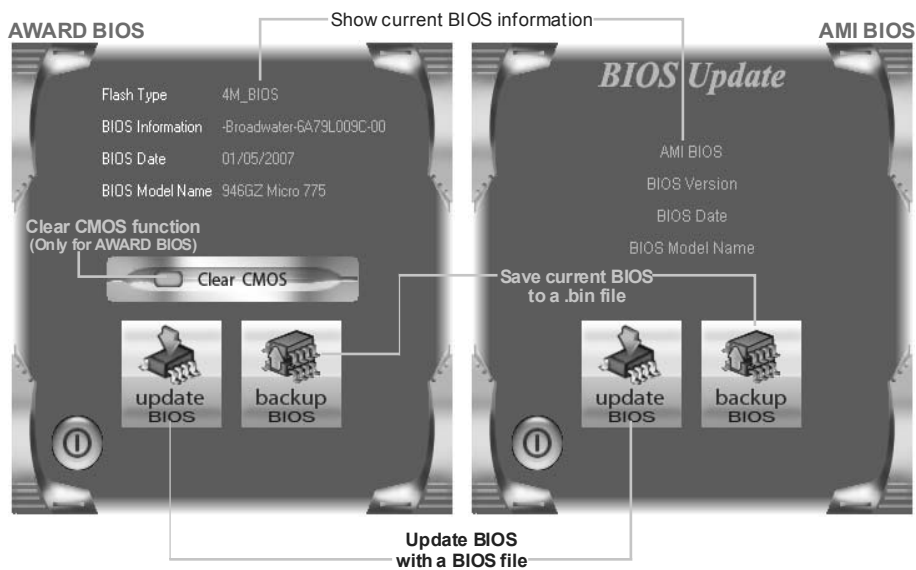 Show current BIOS information
AWARD BIOS
AMI BIOS
Flash Type 4M_BIOS
BIOS Information -Broadwater-6A79L009C-00
BIOS Date 01/05/2007
BIOS Model Name 946GZ Micro 775
Clear CMOS function
(Only for AWARD BIOS)
Clear CMOS
update
BIOS
backup
BIOS
BIOS Update
AMI BIOS
BIOS Version
BIOS Date
BIOS Model Name
Save current BIOS
to a .bin file
update
BIOS
backup
BIOS
Update BIOS
with a BIOS file